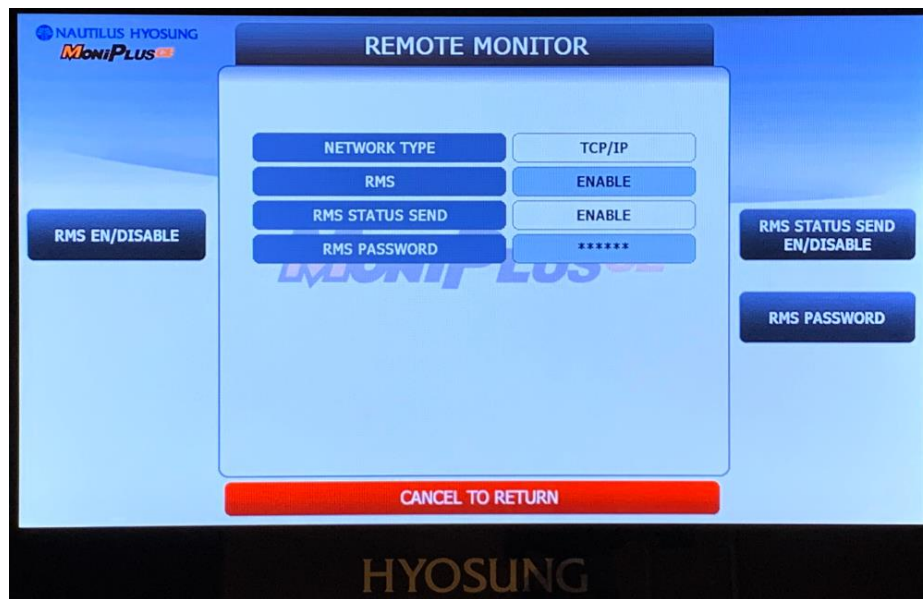 NAUTILUS HYOSUNG
MONIPLUS
REMOTE MONITOR
NETWORK TYPE TCP/IP
RMS ENABLE
RMS STATUS SEND ENABLE
RMS PASSWORD ******
RMS EN/DISABLE
RMS STATUS SEND
EN/DISABLE
RMS PASSWORD
MONIPLUS
CANCEL TO RETURN
HYOSUNG